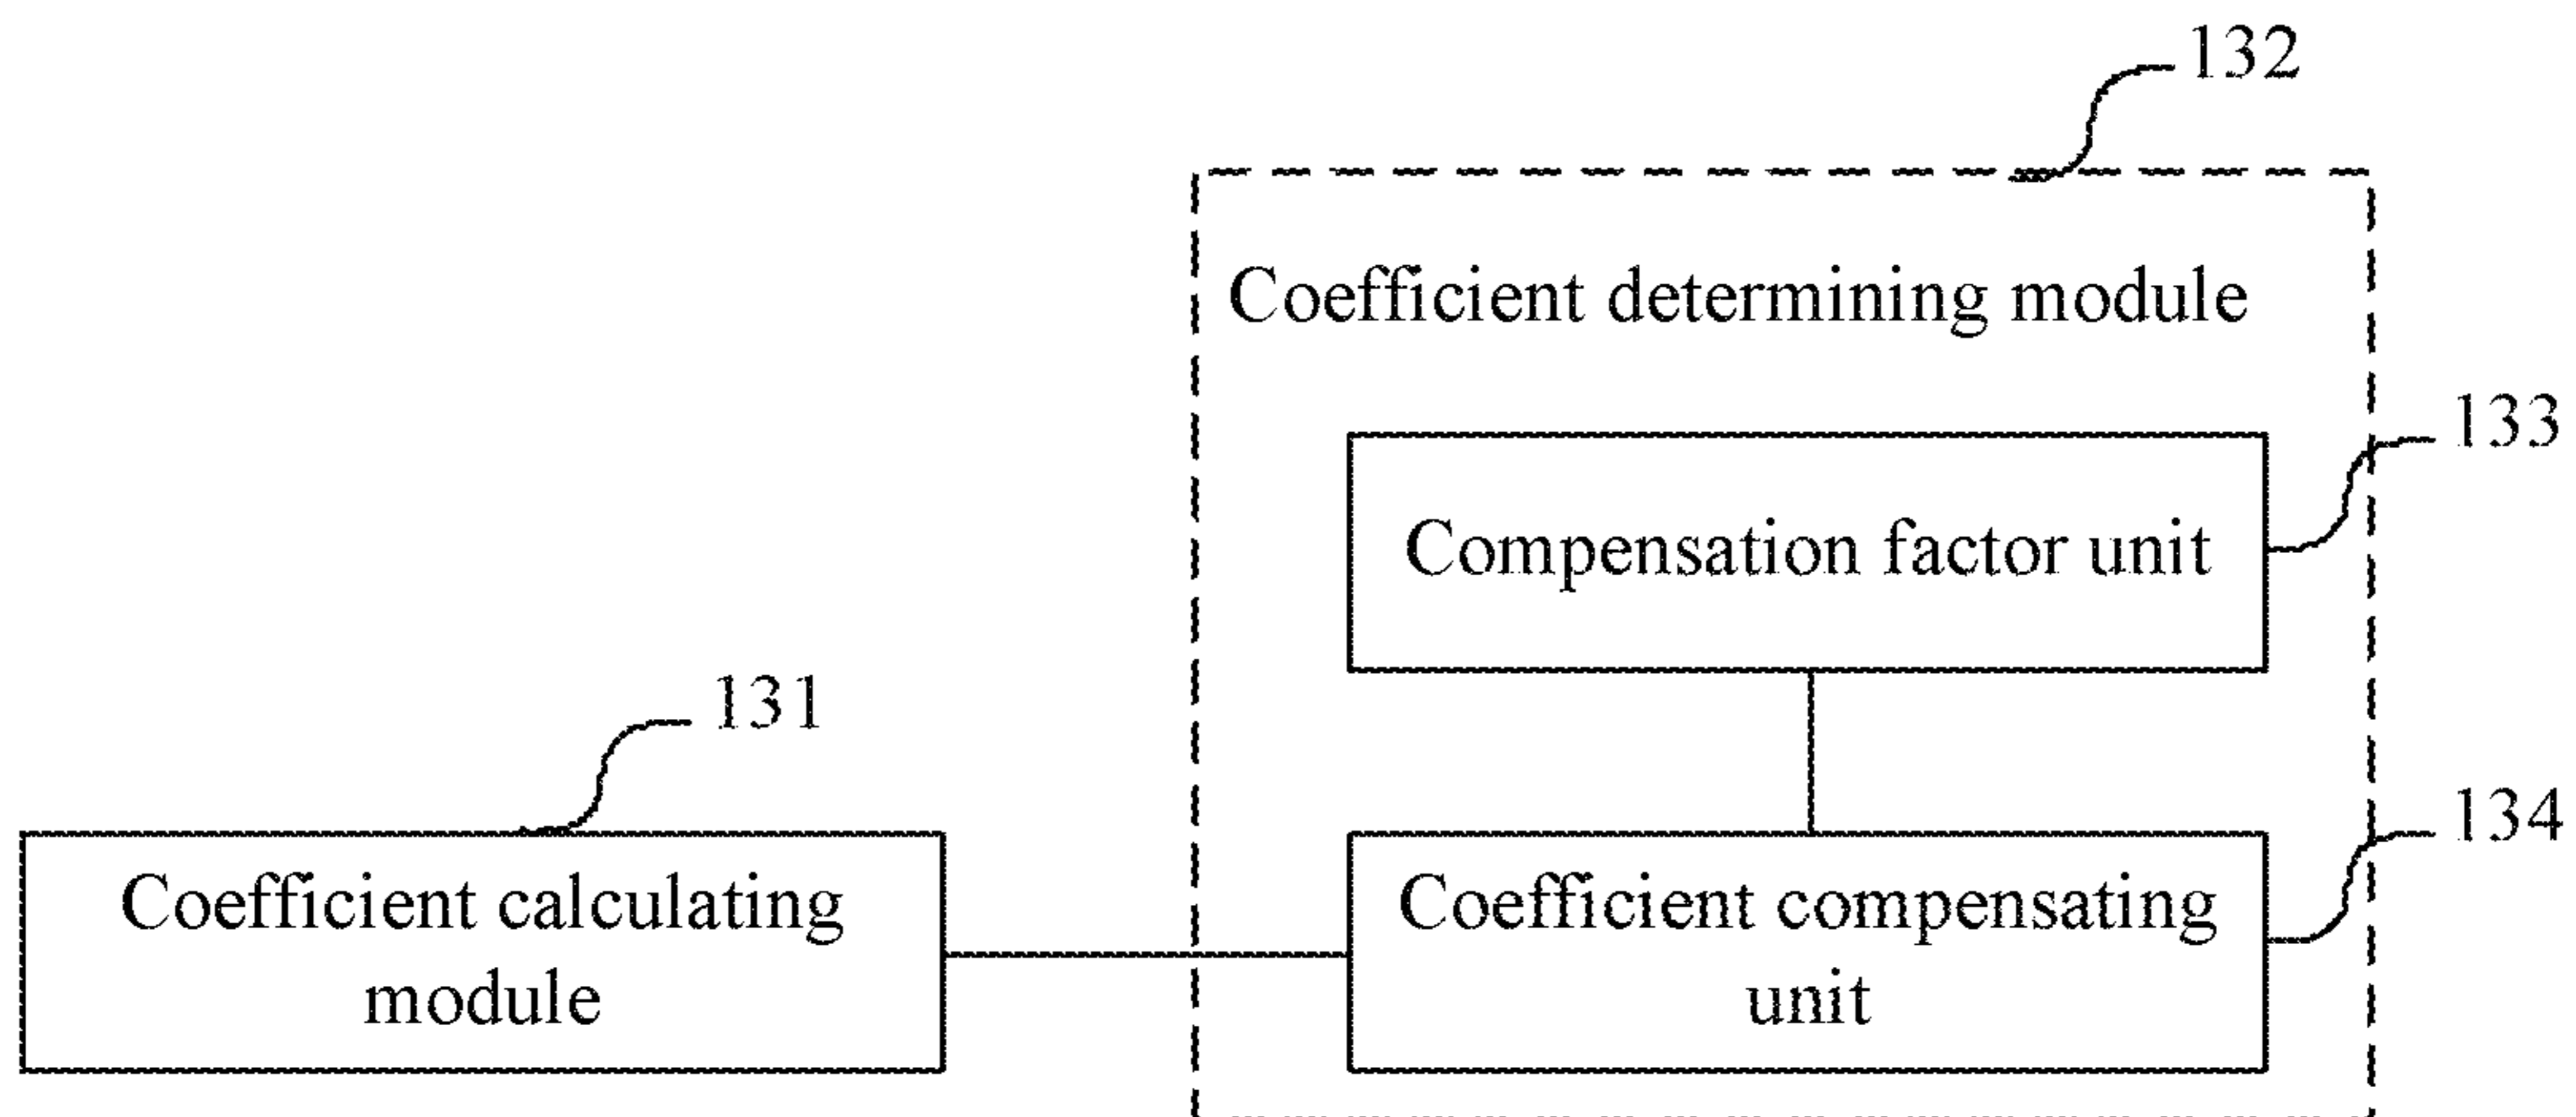 132
Coefficient determining module
133
Compensation factor unit
131
134
Coefficient calculating
module
Coefficient compensating
unit